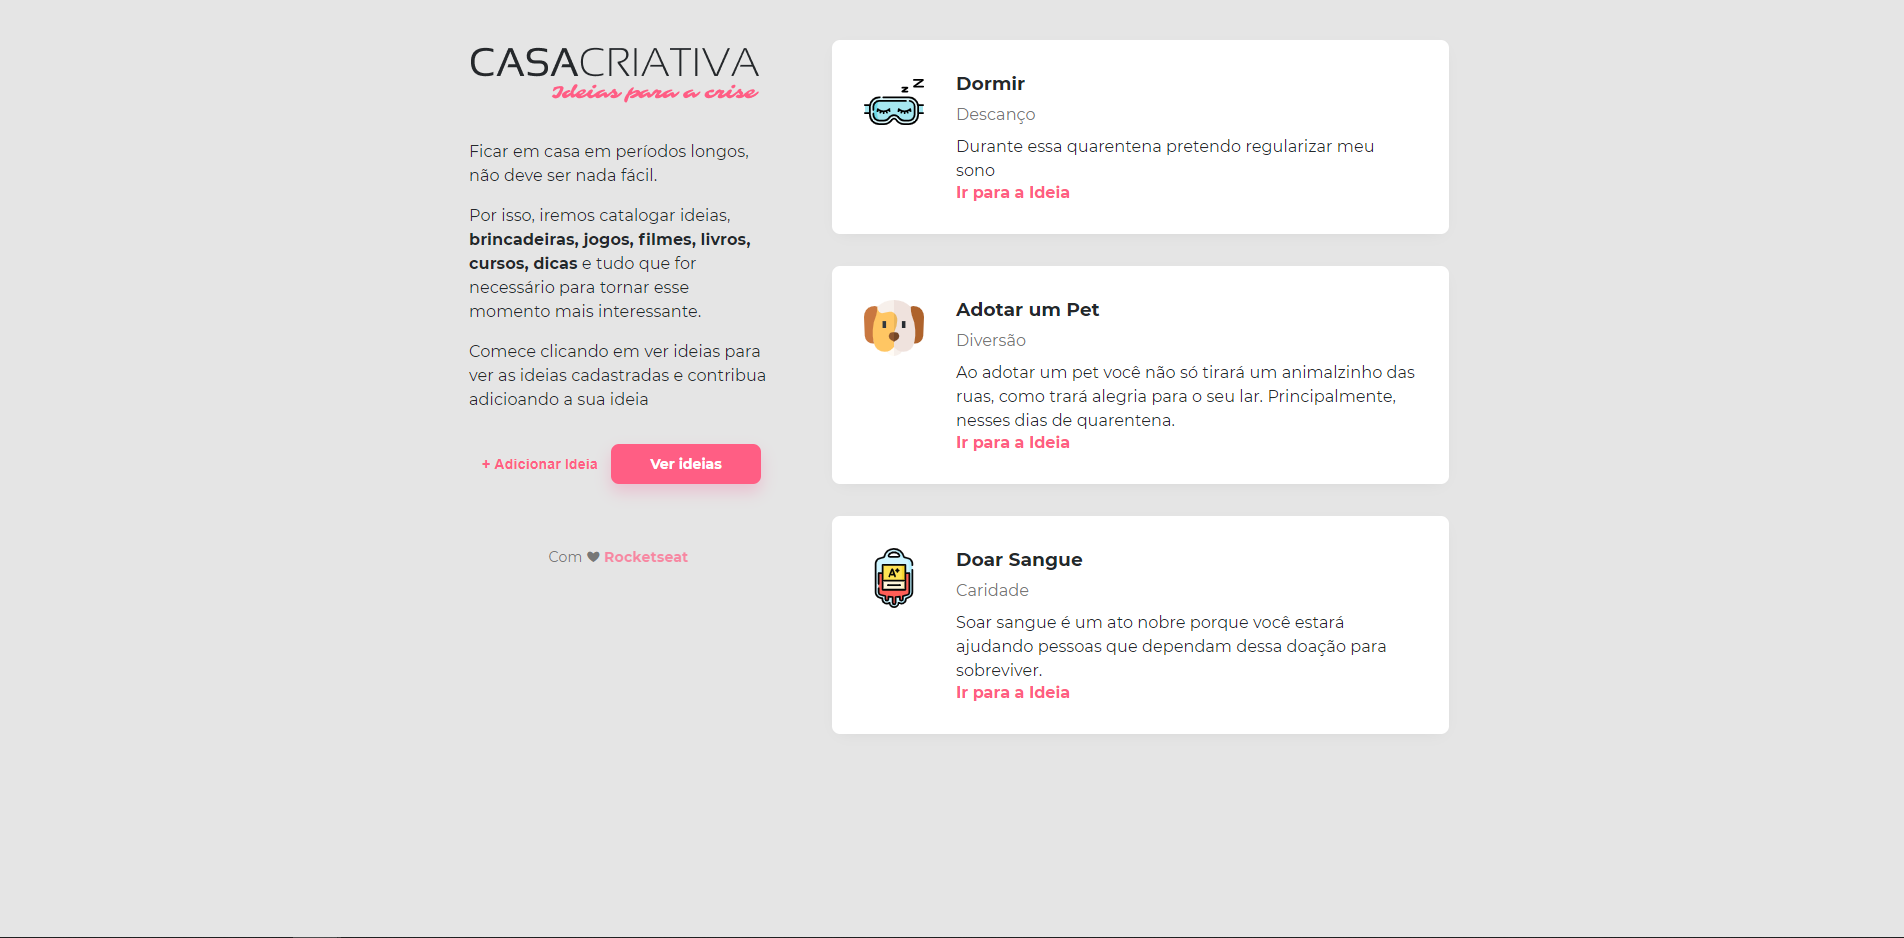 CASACRIATIVA
Ideias para a crise
Ficar em casa em períodos longos,
não deve ser nada fácil.
Por isso, iremos catalogar ideias,
brincadeiras, jogos, filmes, livros,
cursos, dicas e tudo que for
necessário para tornar esse
momento mais interessante.
Comece clicando em ver ideias para
ver as ideias cadastradas e contribua
adicioando a sua ideia
+ Adicionar Ideia
Ver ideias
Com ♥ Rocketseat
z Z
Dormir
Descanço
Durante essa quarentena pretendo regularizar meu
sono
Ir para a Ideia
Adotar um Pet
Diversão
Ao adotar um pet você não só tirará um animalzinho das
ruas, como trará alegria para o seu lar. Principalmente,
nesses dias de quarentena.
Ir para a Ideia
A+
Doar Sangue
Caridade
Soar sangue é um ato nobre porque você estará
ajudando pessoas que dependam dessa doação para
sobreviver.
Ir para a Ideia